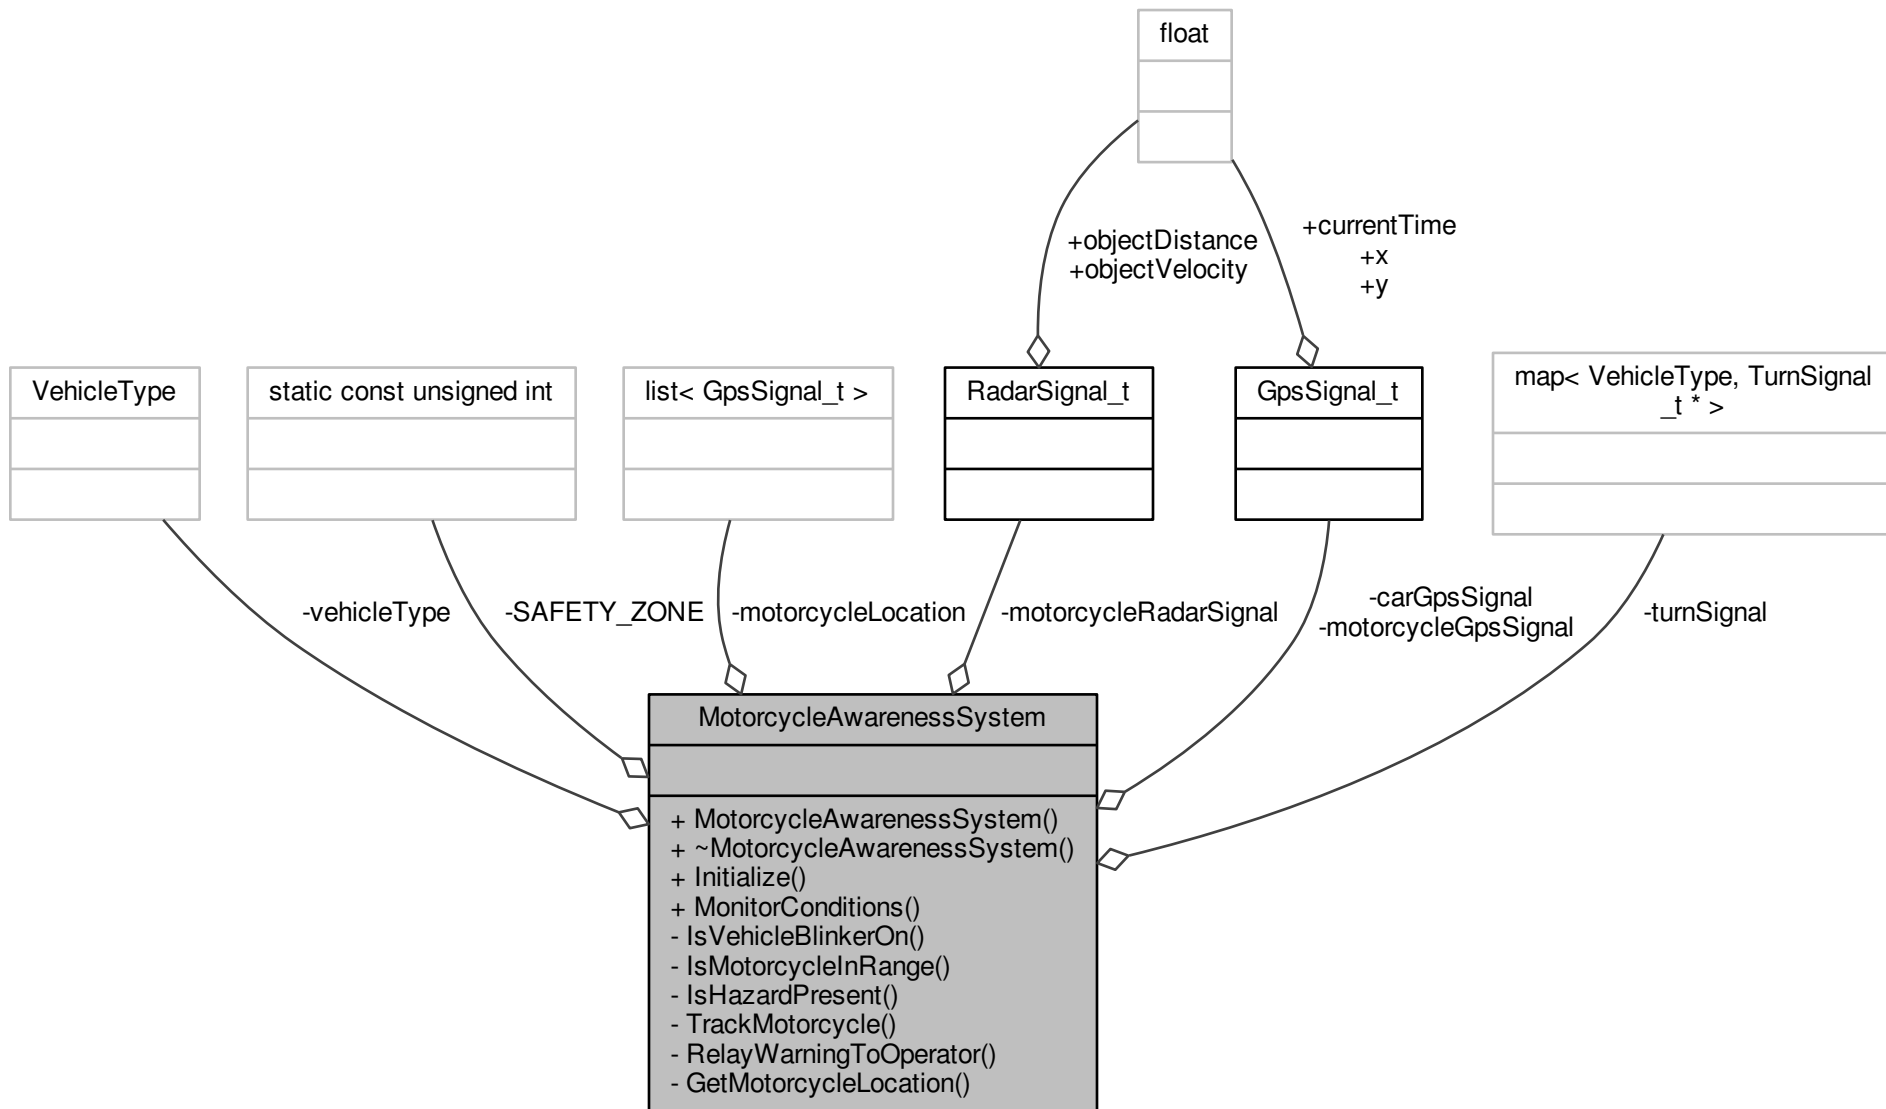 float
+objectDistance
+objectVelocity
+currentTime
+x
+y
VehicleType
static const unsigned int
list< GpsSignal_t >
RadarSignal_t
GpsSignal_t
map< VehicleType, TurnSignal
_t * >
-vehicleType
-SAFETY_ZONE
-motorcycleLocation
-motorcycleRadarSignal
-carGpsSignal
-motorcycleGpsSignal
-turnSignal
MotorcycleAwarenessSystem
+ MotorcycleAwarenessSystem()
+ ~MotorcycleAwarenessSystem()
+ Initialize()
+ MonitorConditions()
- IsVehicleBlinkerOn()
- IsMotorcycleInRange()
- IsHazardPresent()
- TrackMotorcycle()
- RelayWarningToOperator()
- GetMotorcycleLocation()